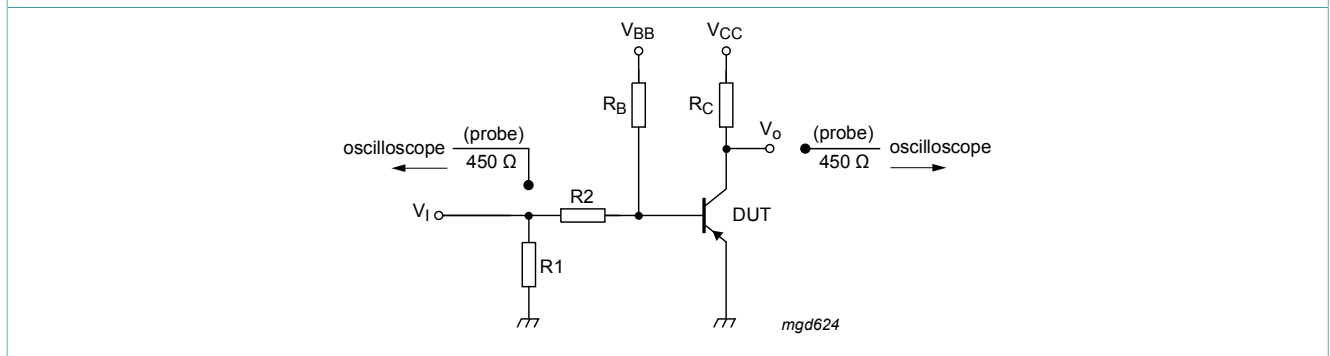 VBB
VCC
RB
RC
Vo
(probe)
450 Ω
oscilloscope
(probe)
450 Ω
oscilloscope
R2
VI
DUT
R1
mgd624